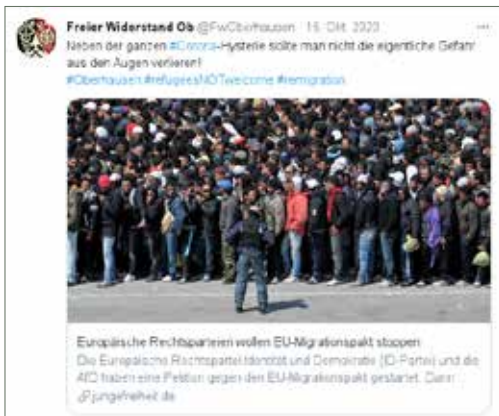 Freier Widerstand Ob @FwOberhausen · 16. Okt. 2020
Neben der ganzen #Corona-Hysterie sollte man nicht die eigentliche Gefahr
aus den Augen verlieren!
#Oberhausen #refugeesNOTwelcome #remigration
Europäische Rechtsparteien wollen EU-Migrationspakt stoppen
Die Europäische Rechtspartei Identität und Demokratie (ID-Partei) und die
AfD haben eine Petition gegen den EU-Migrationspakt gestartet. Darin
jungefreiheit.de